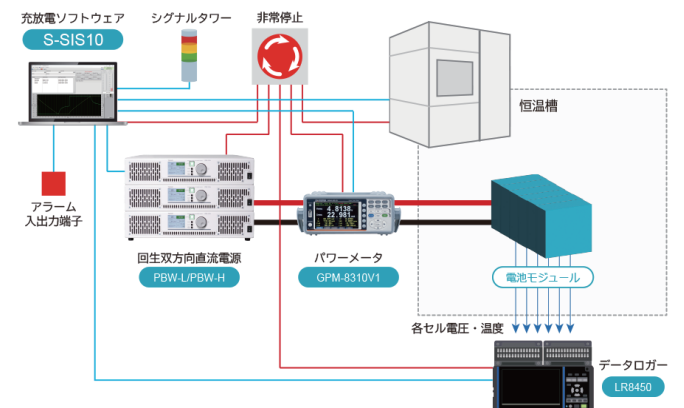 充放電ソフトウェア
S-SIS10
シグナルタワー
非常停止
恒温槽
アラーム
入出力端子
回生双方向直流電源
PBW-L/PBW-H
4.8138
22.981
パワーメータ
GPM-8310V1
電池モジュール
各セル電圧・温度
データロガー
LR8450